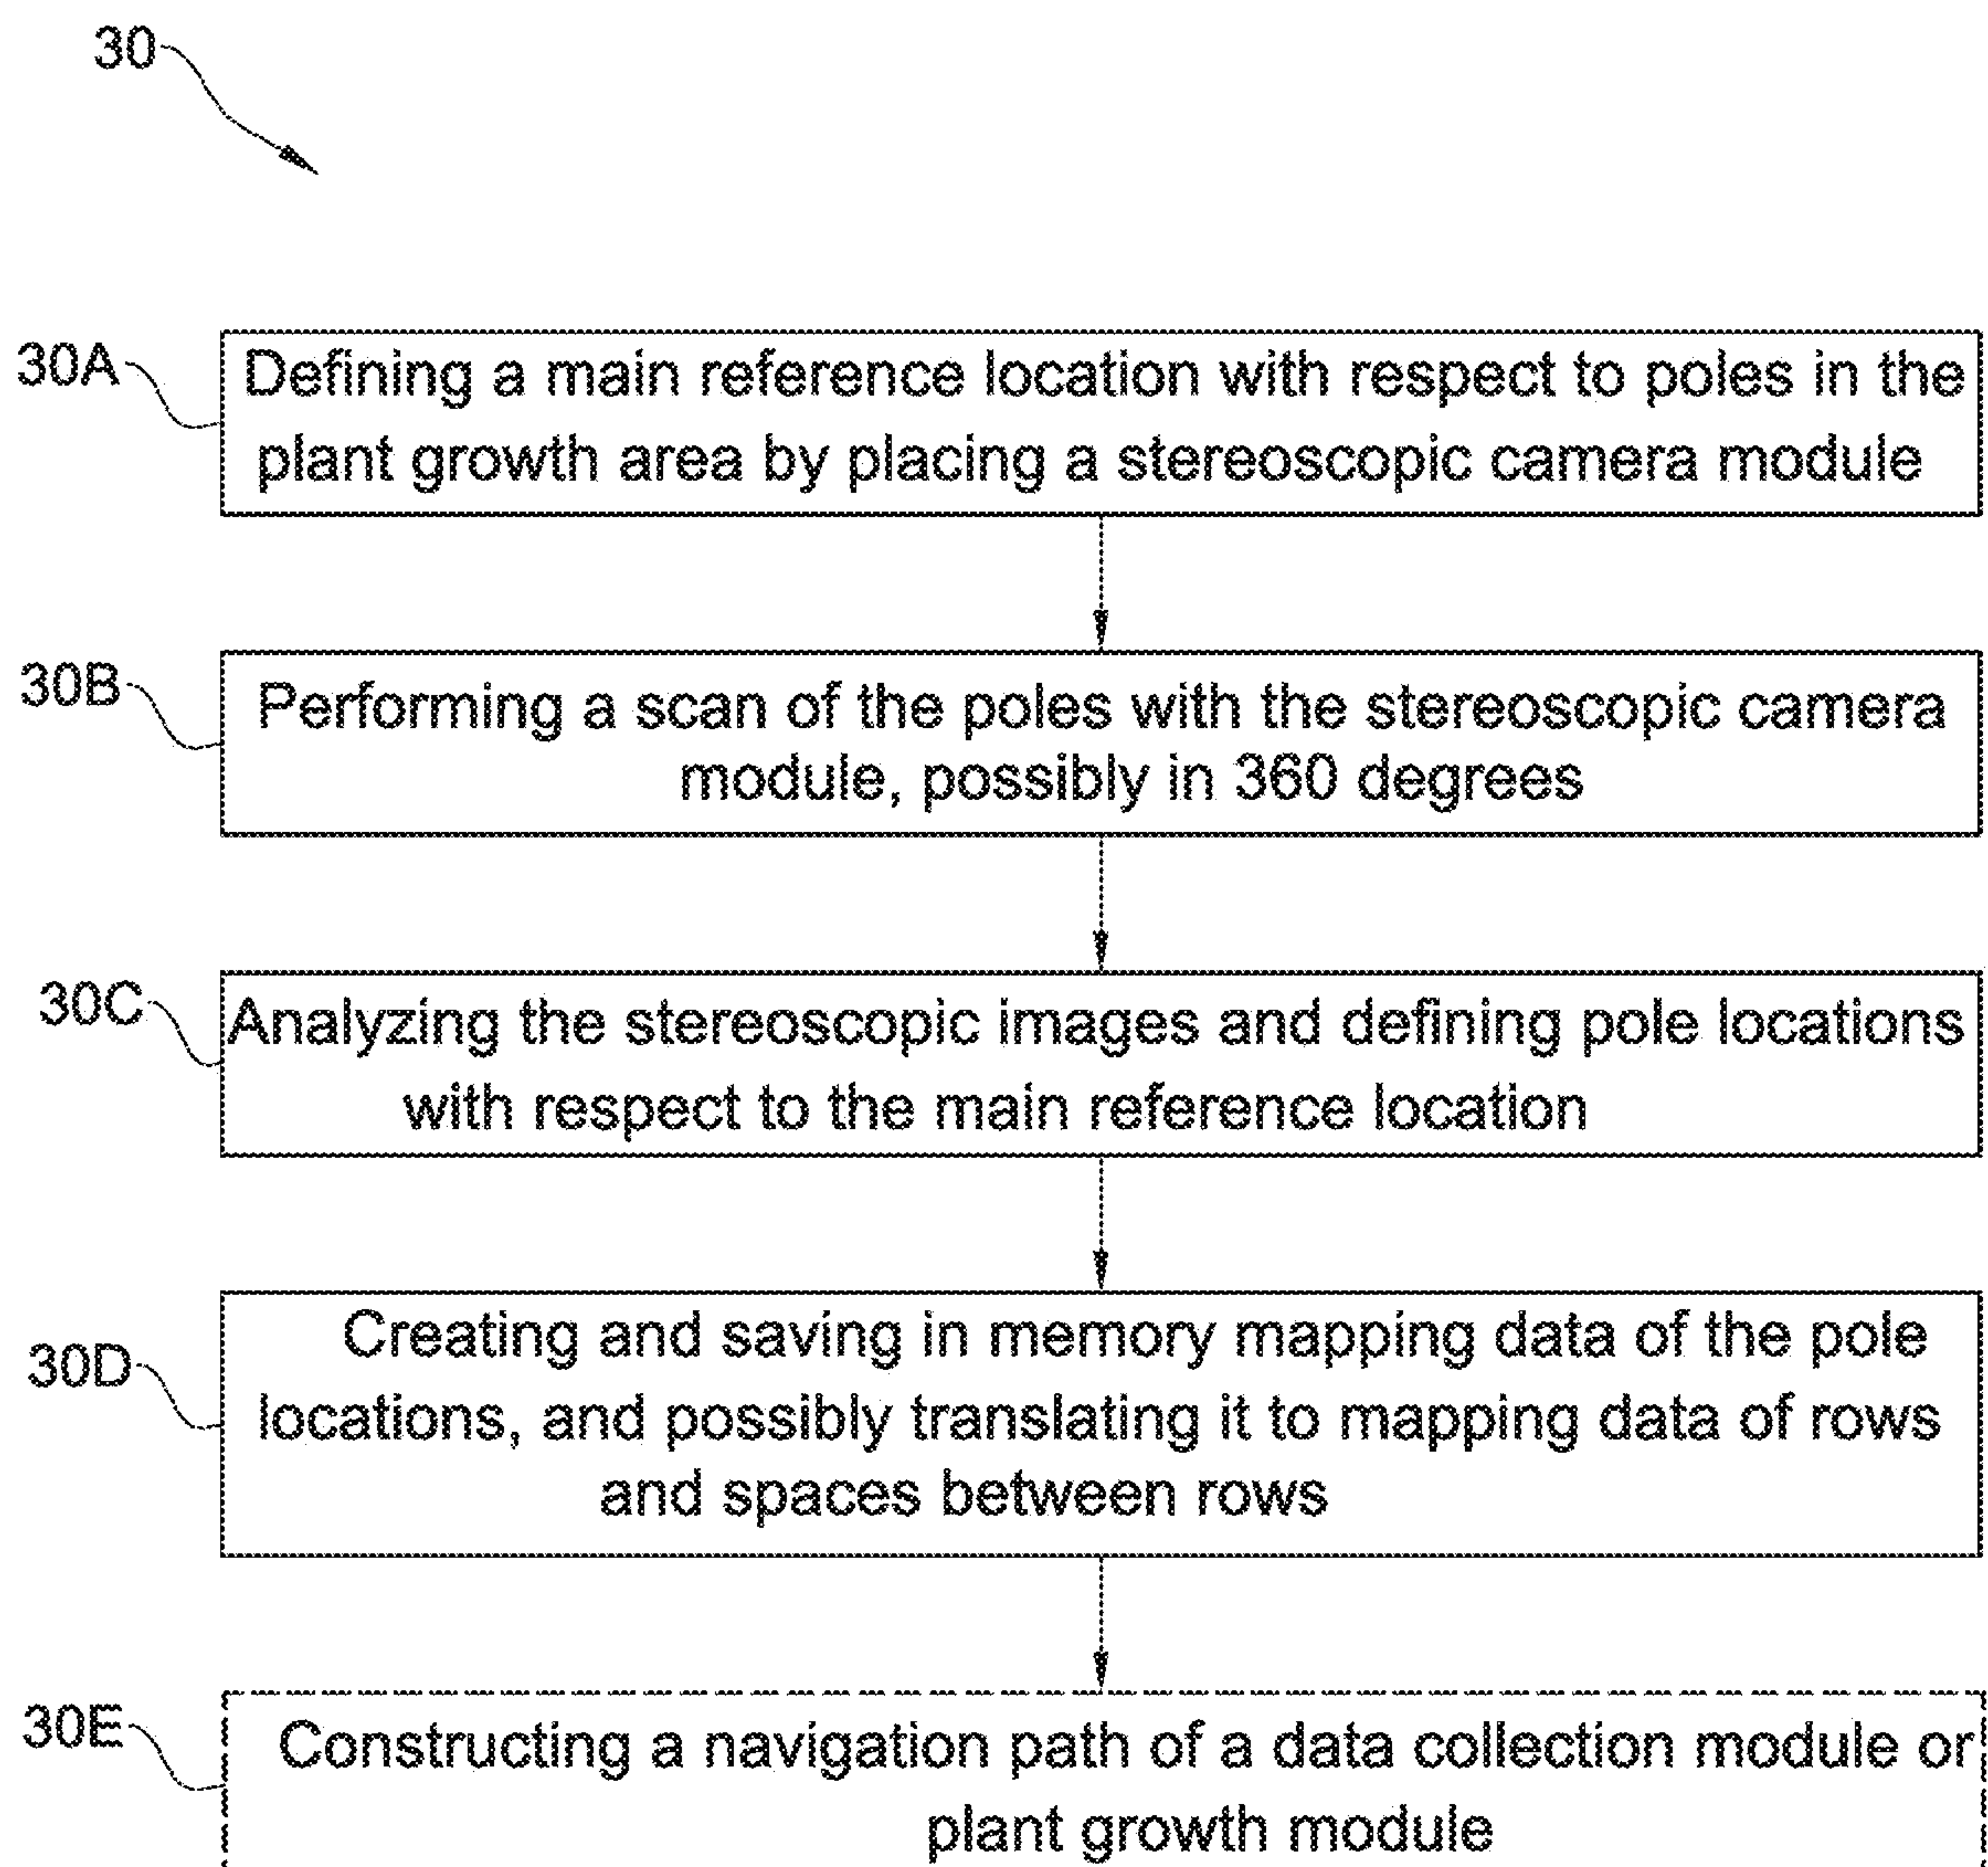 30
30A
Defining a main reference location with respect to poles in the
plant growth area by placing a stereoscopic camera module
30B
Performing a scan of the poles with the stereoscopic camera
module, possibly in 360 degrees
30C
Analyzing the stereoscopic images and defining pole locations
with respect to the main reference location
30D
Creating and saving in memory mapping data of the pole
locations, and possibly translating it to mapping data of rows
and spaces between rows
30E
Constructing a navigation path of a data collection module or
plant growth module